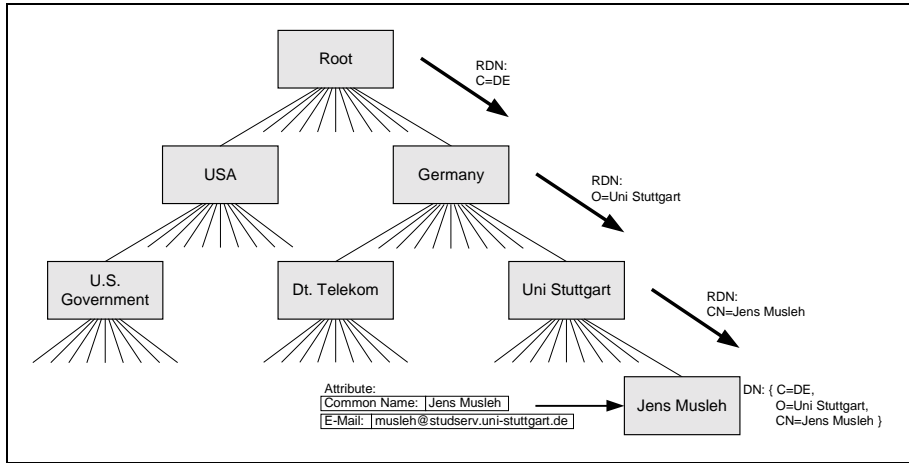 Root
RDN:
C=DE
USA
Germany
RDN:
O=Uni Stuttgart
U.S.
Government
Dt. Telekom
Uni Stuttgart
RDN:
CN=Jens Musleh
Attribute:
Common Name: Jens Musleh
E-Mail: musleh@studserv.uni-stuttgart.de
Jens Musleh
DN: { C=DE,
O=Uni Stuttgart,
CN=Jens Musleh }